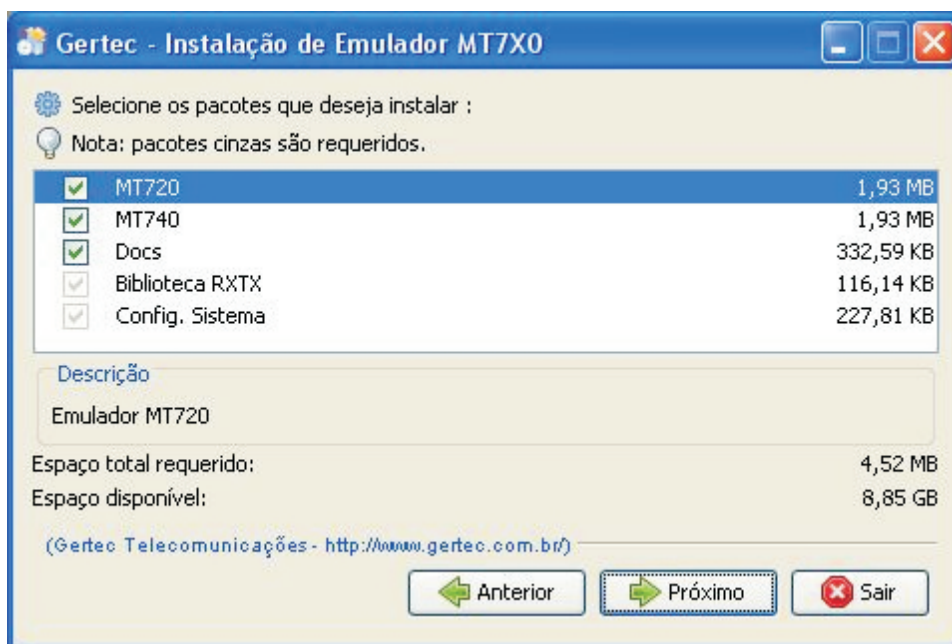 Gertec - Instalação de Emulador MT7X0
Selecione os pacotes que deseja instalar :
Nota: pacotes cinzas são requeridos.
MT720 1,93 MB
MT740 1,93 MB
Docs 332,59 KB
Biblioteca RXTX 116,14 KB
Config. Sistema 227,81 KB
Descrição
Emulador MT720
Espaço total requerido: 4,52 MB
Espaço disponível: 8,85 GB
(Gertec Telecomunicações - http://www.gertec.com.br/)
Anterior Próximo Sair